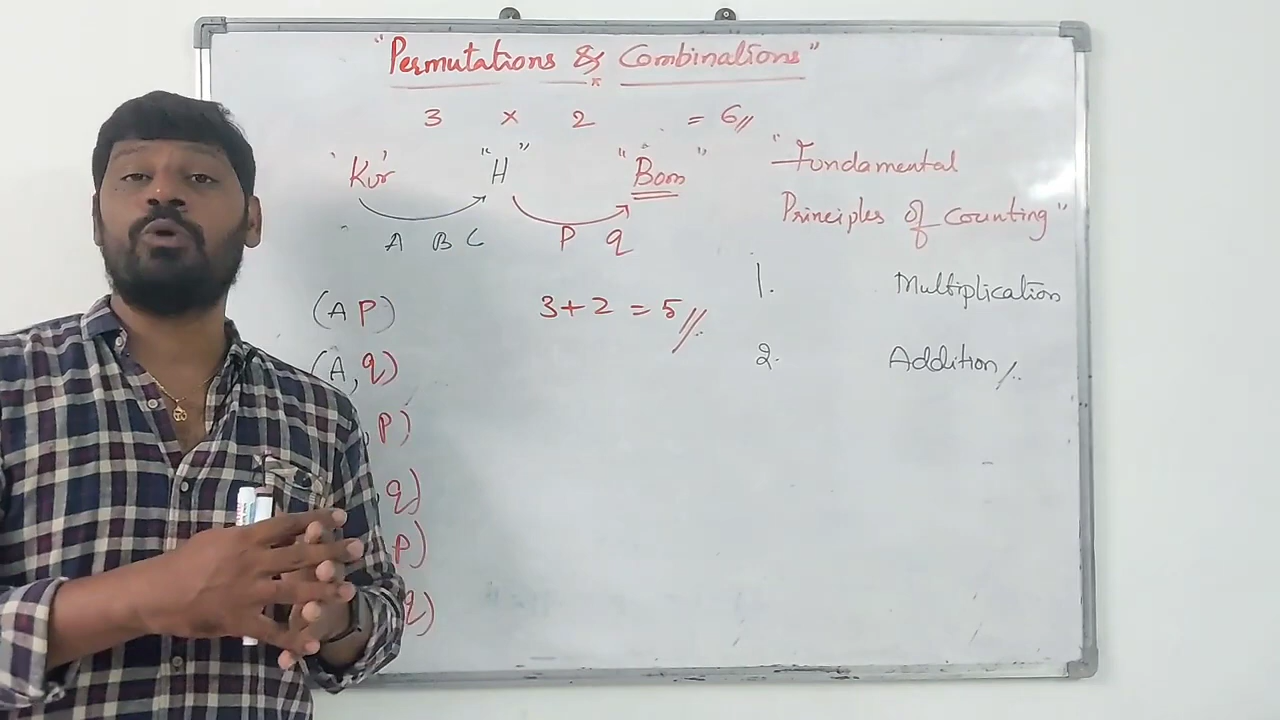 "Permutations & Combinations"
3 × 2 = 6//
'Kur' "H" "Bom"
A B C P q
"Fundamental
Principles of Counting"
1. Multiplication
2. Addition //.
3+2 = 5//.
(A P)
(A, q)
, P)
, q)
P)
q)